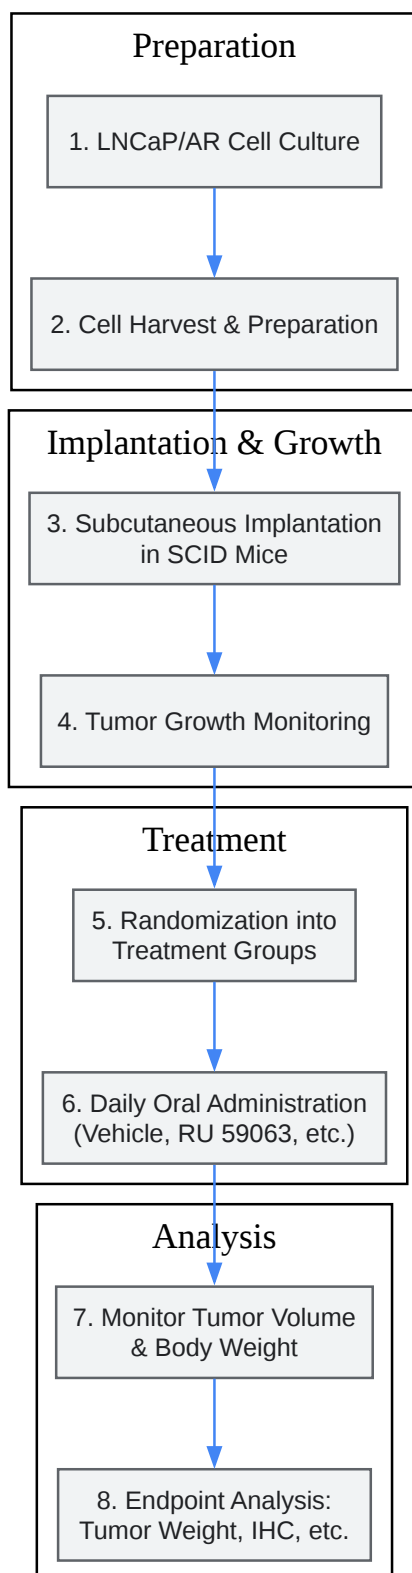 Preparation
1. LNCaP/AR Cell Culture
2. Cell Harvest & Preparation
Implantation & Growth
3. Subcutaneous Implantation
in SCID Mice
4. Tumor Growth Monitoring
Treatment
5. Randomization into
Treatment Groups
6. Daily Oral Administration
(Vehicle, RU 59063, etc.)
Analysis
7. Monitor Tumor Volume
& Body Weight
8. Endpoint Analysis:
Tumor Weight, IHC, etc.